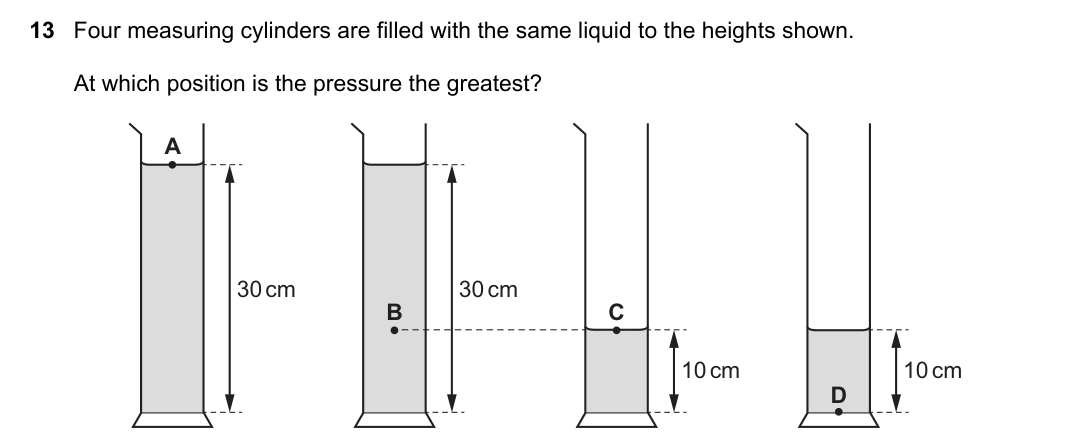 13 Four measuring cylinders are filled with the same liquid to the heights shown.
At which position is the pressure the greatest?
A
30 cm
B
30 cm
C
10 cm
D
10 cm